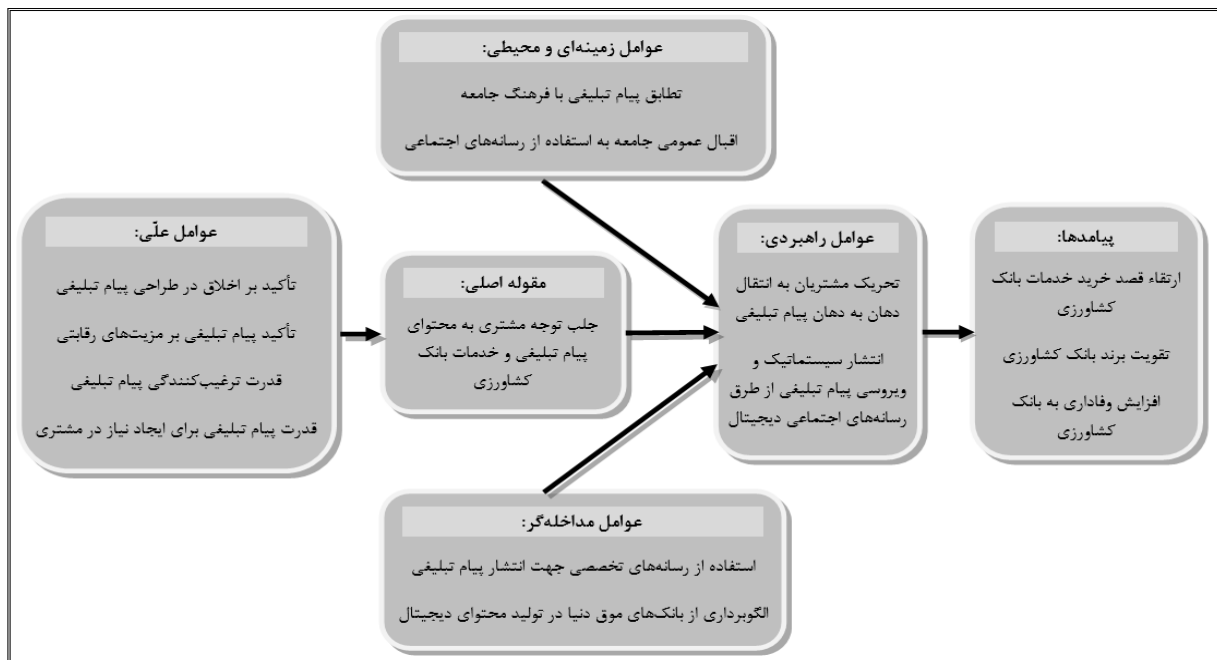 عوامل زمینه‌ای و محیطی:
تطابق پیام تبلیغی با فرهنگ جامعه
اقبال عمومی جامعه به استفاده از رسانه‌های اجتماعی
عوامل علّی:
تأکید بر اخلاق در طراحی پیام تبلیغی
تأکید پیام تبلیغی بر مزیت‌های رقابتی
قدرت ترغیب‌کنندگی پیام تبلیغی
قدرت پیام تبلیغی برای ایجاد نیاز در مشتری
مقوله اصلی:
جلب توجه مشتری به محتوای
پیام تبلیغی و خدمات بانک
کشاورزی
عوامل راهبردی:
تحریک مشتریان به انتقال
دهان به دهان پیام تبلیغی
انتشار سیستماتیک و
ویروسی پیام تبلیغی از طرق
رسانه‌های اجتماعی دیجیتال
پیامدها:
ارتقاء قصد خرید خدمات بانک
کشاورزی
تقویت برند بانک کشاورزی
افزایش وفاداری به بانک
کشاورزی
عوامل مداخله‌گر:
استفاده از رسانه‌های تخصصی جهت انتشار پیام تبلیغی
الگوبرداری از بانک‌های موق دنیا در تولید محتوای دیجیتال